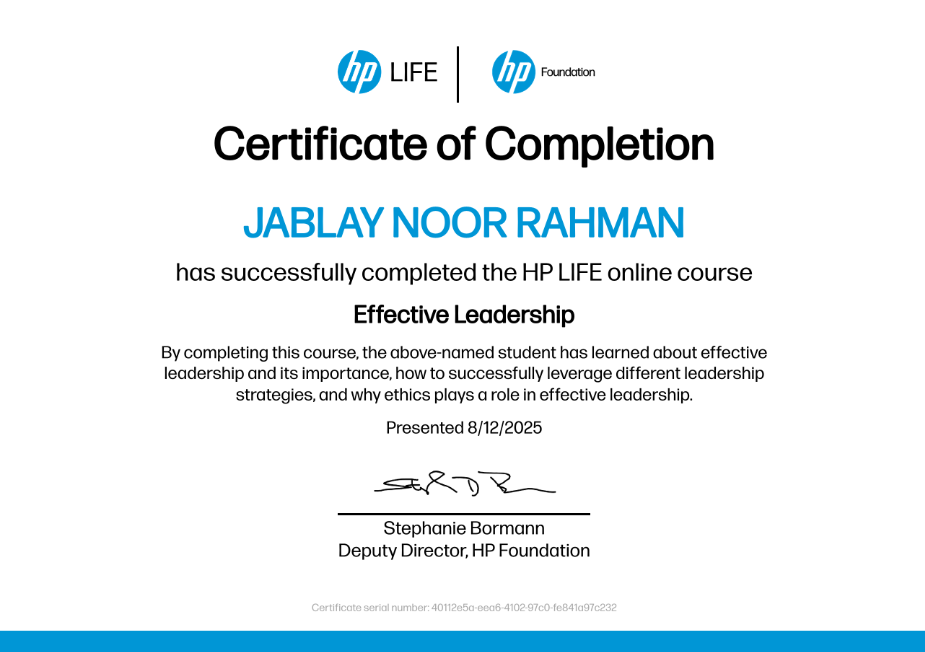 hp LIFE hp Foundation
Certificate of Completion
JABLAY NOOR RAHMAN
has successfully completed the HP LIFE online course
Effective Leadership
By completing this course, the above-named student has learned about effective
leadership and its importance, how to successfully leverage different leadership
strategies, and why ethics plays a role in effective leadership.
Presented 8/12/2025
Stephanie Bormann
Deputy Director, HP Foundation
Certificate serial number: 40112e5a-eea6-4102-97c0-fe841a97c232